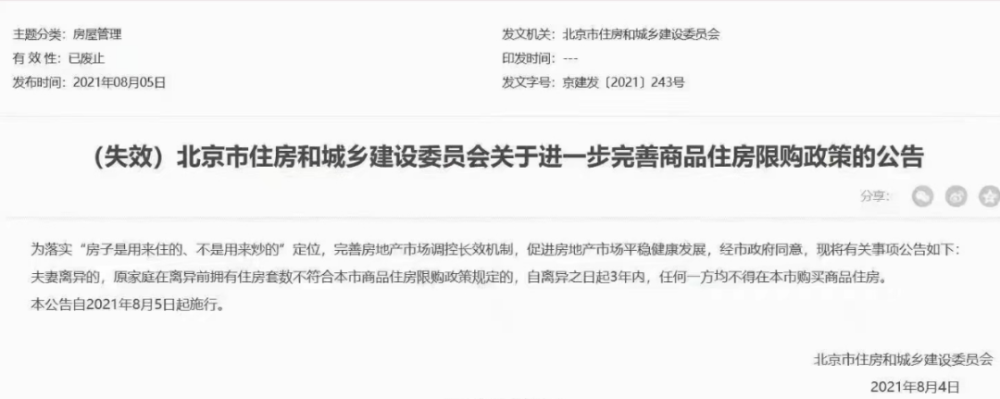 主题分类：房屋管理
发文机关：北京市住房和城乡建设委员会
有 效 性：已废止
印发时间：---
发布时间：2021年08月05日
发文字号：京建发〔2021〕243号
（失效）北京市住房和城乡建设委员会关于进一步完善商品住房限购政策的公告
分享：
为落实“房子是用来住的、不是用来炒的”定位，完善房地产市场调控长效机制，促进房地产市场平稳健康发展，经市政府同意，现将有关事项公告如下：
夫妻离异的，原家庭在离异前拥有住房套数不符合本市商品住房限购政策规定的，自离异之日起3年内，任何一方均不得在本市购买商品住房。
本公告自2021年8月5日起施行。
北京市住房和城乡建设委员会
2021年8月4日